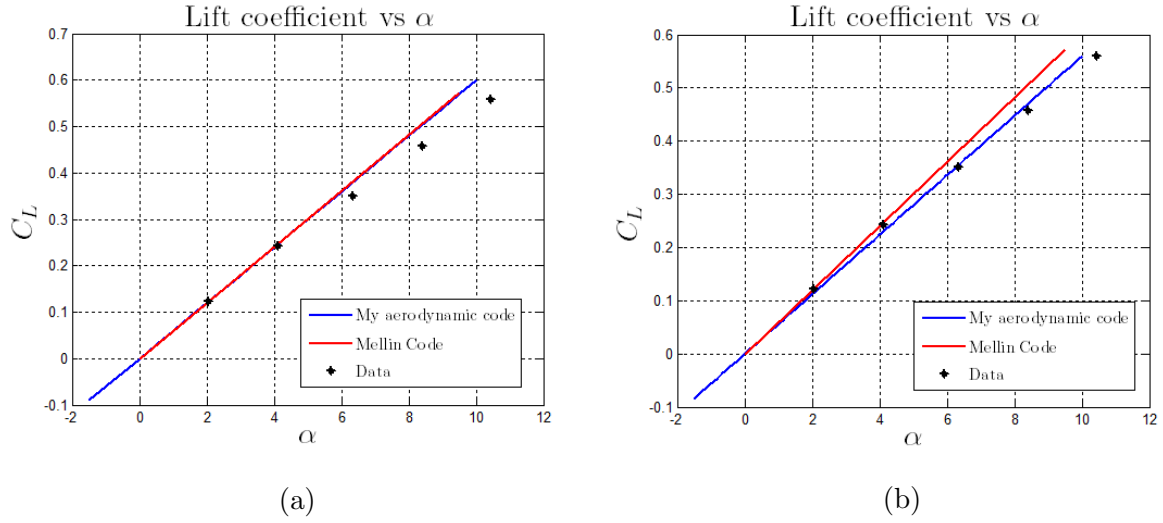 Lift coefficient vs α
0.7
0.6
0.5
0.4
0.3
0.2
0.1
0
-0.1
C_L
-2 0 2 4 6 8 10 12
α
My aerodynamic code
Mellin Code
Data
(a)
Lift coefficient vs α
0.6
0.5
0.4
0.3
0.2
0.1
0
-0.1
C_L
-2 0 2 4 6 8 10 12
α
My aerodynamic code
Mellin Code
Data
(b)